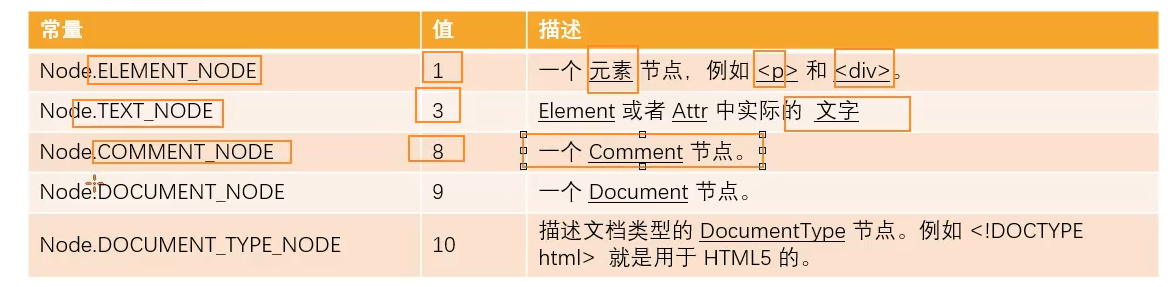 常量 值 描述
Node.ELEMENT_NODE 1 一个 元素 节点，例如 <p> 和 <div>。
Node.TEXT_NODE 3 Element 或者 Attr 中实际的 文字
Node.COMMENT_NODE 8 一个 Comment 节点。
Node.DOCUMENT_NODE 9 一个 Document 节点。
Node.DOCUMENT_TYPE_NODE 10 描述文档类型的 DocumentType 节点。例如 <!DOCTYPE
html> 就是用于 HTML5 的。